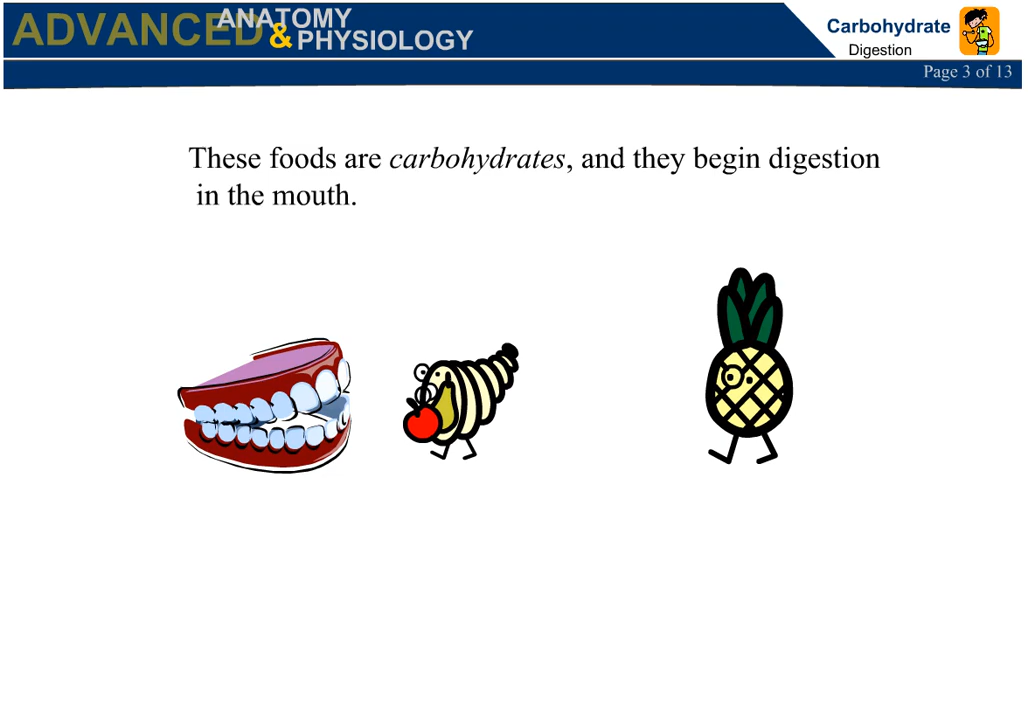 ADVANCED ANATOMY
& PHYSIOLOGY
Carbohydrate
Digestion
Page 3 of 13
These foods are carbohydrates, and they begin digestion
in the mouth.